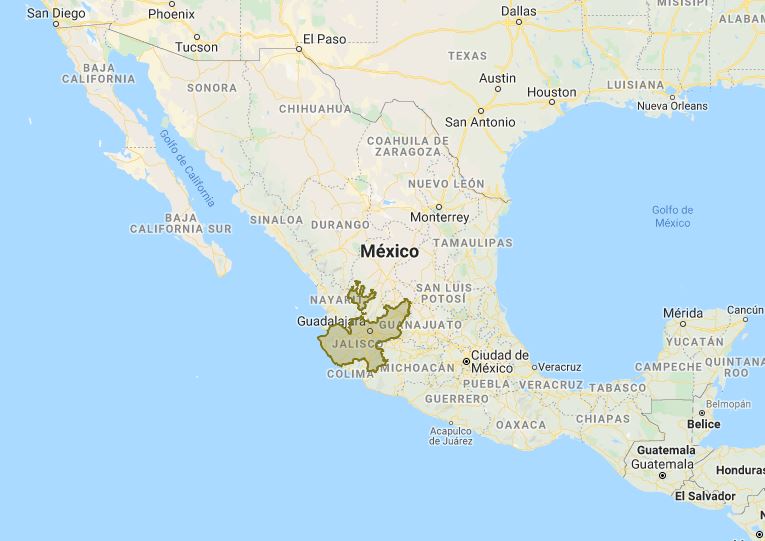 San Diego
Phoenix
Tucson
El Paso
Dallas
MISISIPI
ALABAMA
TEXAS
BAJA
CALIFORNIA
SONORA
CHIHUAHUA
Austin
Houston
LUISIANA
Nueva Orleans
San Antonio
Golfo de California
COAHUILA DE
ZARAGOZA
NUEVO LEÓN
Monterrey
BAJA
CALIFORNIA SUR
SINALOA
DURANGO
TAMAULIPAS
Golfo de
México
México
NAYARIT
SAN LUIS
POTOSÍ
Guadalajara
GUANAJUATO
JALISCO
COLIMA
MICHOACÁN
Ciudad de
México
Veracruz
PUEBLA
VERACRUZ
TABASCO
GUERRERO
Acapulco
de Juárez
OAXACA
CHIAPAS
Mérida
Cancún
YUCATÁN
CAMPECHE
QUINTANA
ROO
Belmopán
Belice
Guatemala
Guatemala
Honduras
El Salvador